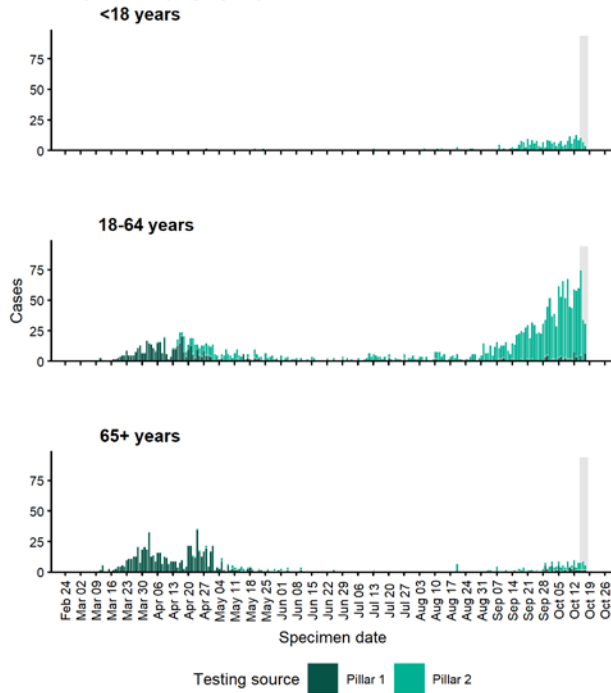 <18 years
75
50
25
0
18-64 years
75
50
25
0
Cases
65+ years
75
50
25
0
Feb 24
Mar 02
Mar 09
Mar 16
Mar 23
Mar 30
Apr 06
Apr 13
Apr 20
Apr 27
May 04
May 11
May 18
May 25
Jun 01
Jun 08
Jun 15
Jun 22
Jun 29
Jul 06
Jul 13
Jul 20
Jul 27
Aug 03
Aug 10
Aug 17
Aug 24
Aug 31
Sep 07
Sep 14
Sep 21
Sep 28
Oct 05
Oct 12
Oct 19
Oct 26
Specimen date
Testing source Pillar 1 Pillar 2